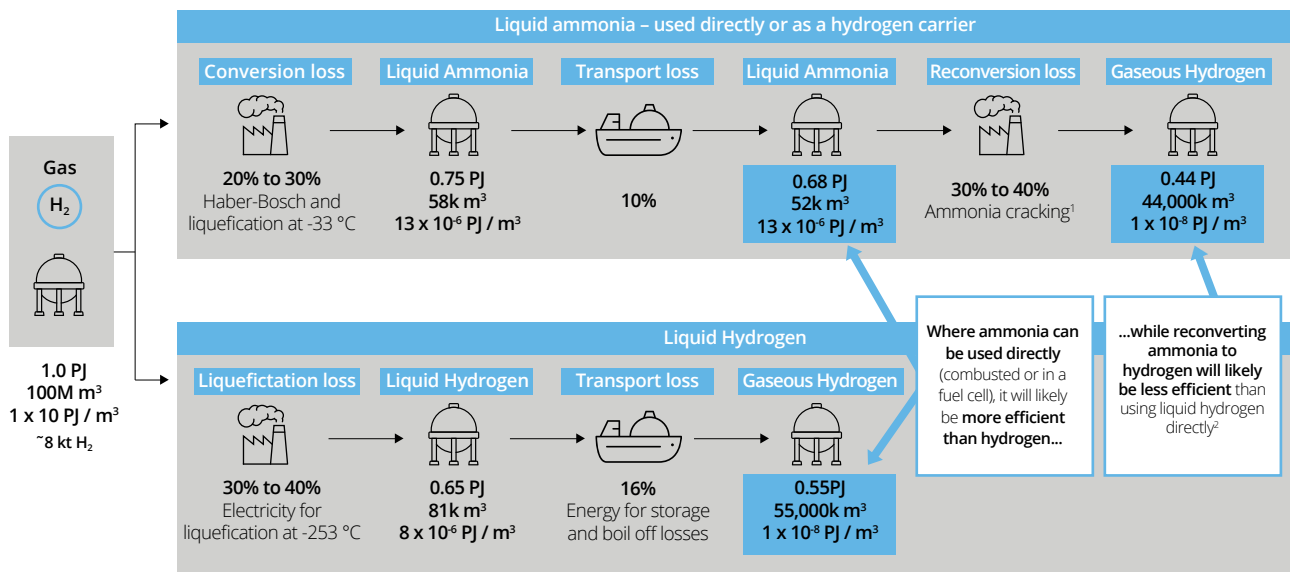 Liquid ammonia – used directly or as a hydrogen carrier
Conversion loss
Liquid Ammonia
Transport loss
Liquid Ammonia
Reconversion loss
Gaseous Hydrogen
20% to 30%
Haber-Bosch and
liquefication at -33 °C
0.75 PJ
58k m³
13 x 10⁻⁶ PJ / m³
10%
0.68 PJ
52k m³
13 x 10⁻⁶ PJ / m³
30% to 40%
Ammonia cracking¹
0.44 PJ
44,000k m³
1 x 10⁻⁸ PJ / m³
Gas
H₂
1.0 PJ
100M m³
1 x 10 PJ / m³
~8 kt H₂
Liquid Hydrogen
Liquefictation loss
Liquid Hydrogen
Transport loss
Gaseous Hydrogen
30% to 40%
Electricity for
liquefication at -253 °C
0.65 PJ
81k m³
8 x 10⁻⁶ PJ / m³
16%
Energy for storage
and boil off losses
0.55PJ
55,000k m³
1 x 10⁻⁸ PJ / m³
Where ammonia can
be used directly
(combusted or in a
fuel cell), it will likely
be more efficient
than hydrogen...
...while reconverting
ammonia to
hydrogen will likely
be less efficient than
using liquid hydrogen
directly²